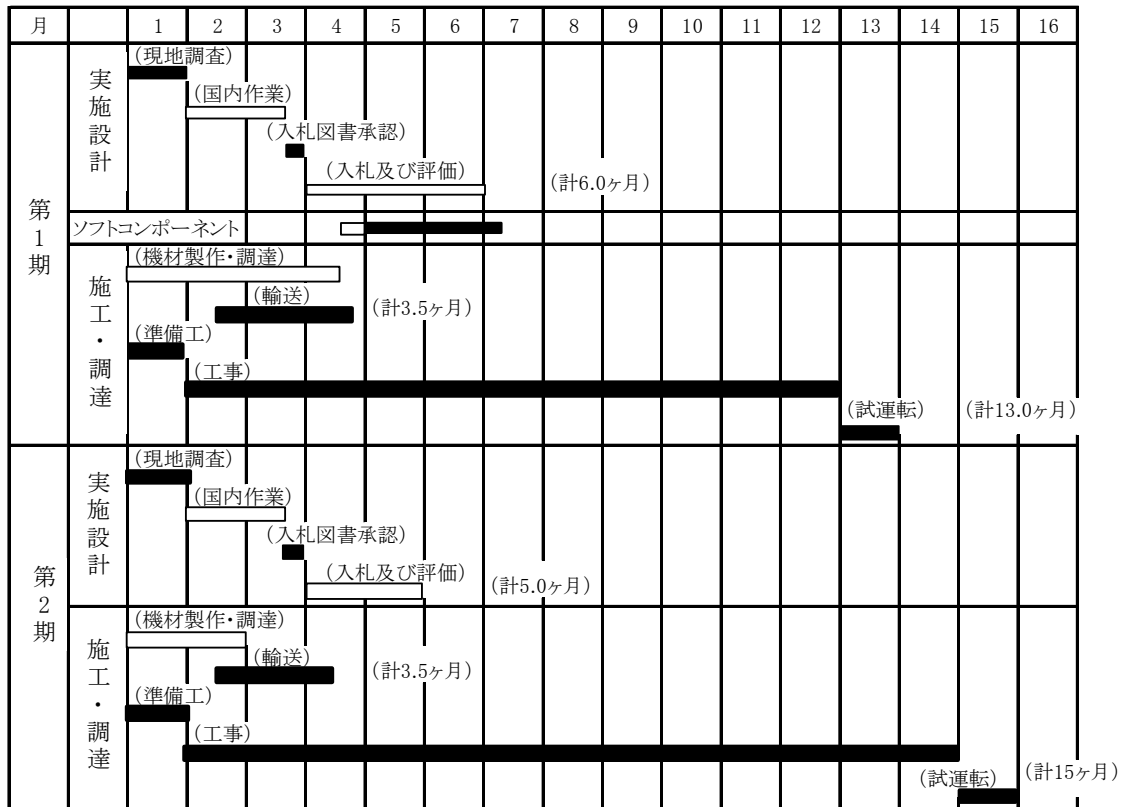 月 1 2 3 4 5 6 7 8 9 10 11 12 13 14 15 16
第1期
実施設計
(現地調査)
(国内作業)
(入札図書承認)
(入札及び評価)
(計6.0ヶ月)
ソフトコンポーネント
施工・調達
(機材製作・調達)
(輸送)
(計3.5ヶ月)
(準備工)
(工事)
(試運転)
(計13.0ヶ月)
第2期
実施設計
(現地調査)
(国内作業)
(入札図書承認)
(入札及び評価)
(計5.0ヶ月)
施工・調達
(機材製作・調達)
(輸送)
(計3.5ヶ月)
(準備工)
(工事)
(試運転)
(計15ヶ月)